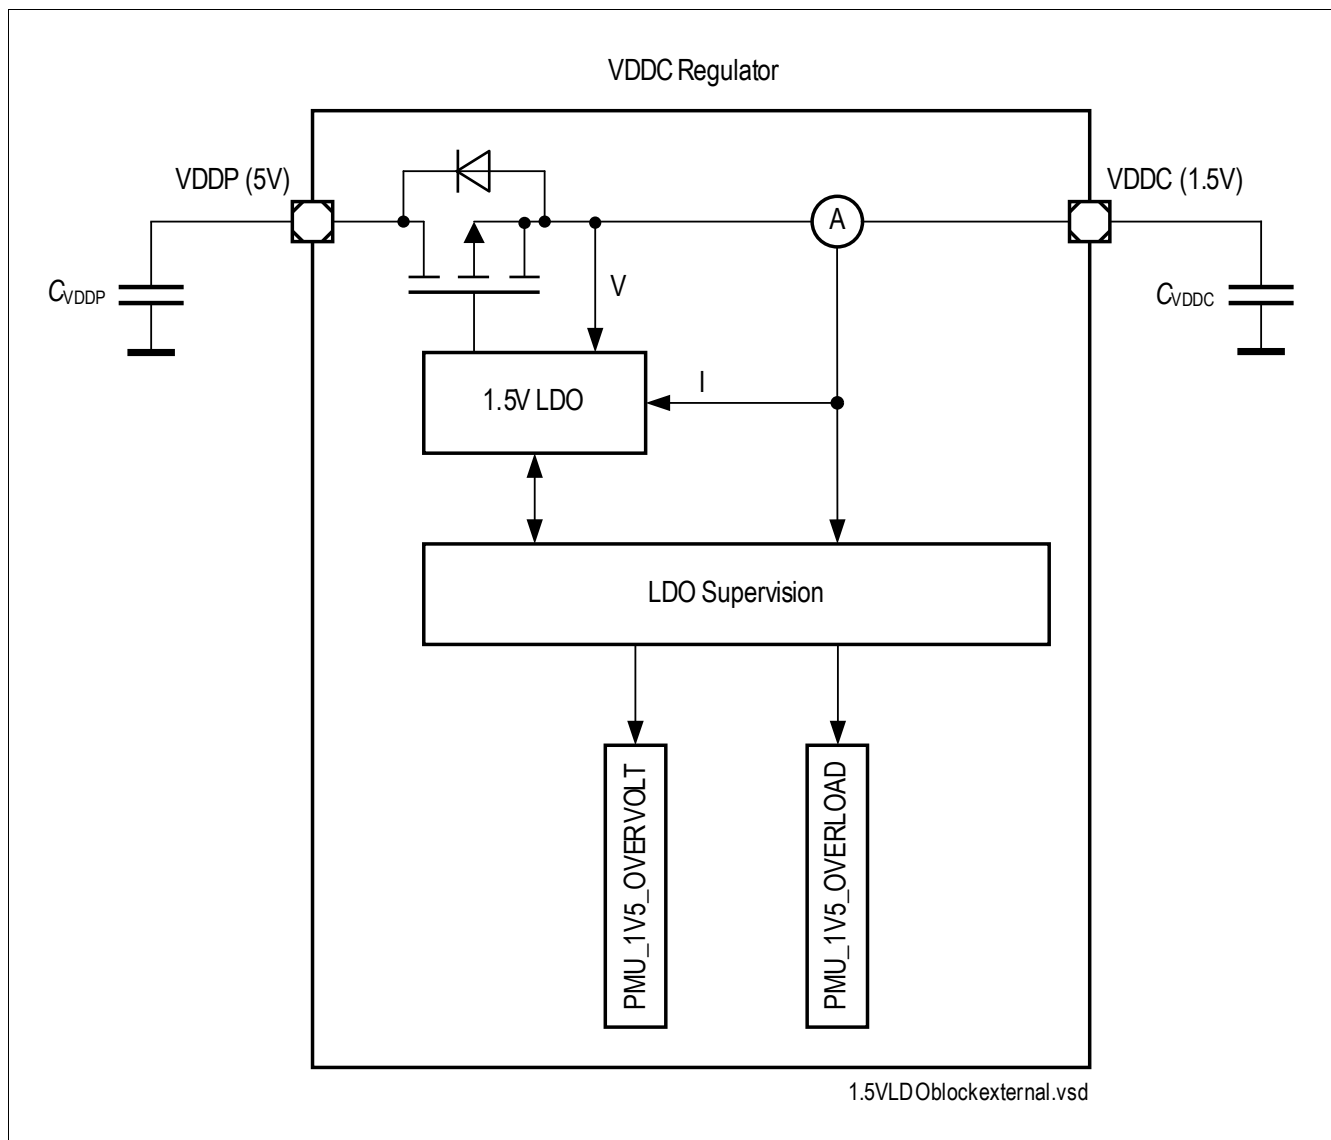 VDDC Regulator
VDDP (5V)
VDDC (1.5V)
A
CVDDP
V
CVDDC
1.5V LDO
I
LDO Supervision
PMU_1V5_OVERVOLT
PMU_1V5_OVERLOAD
1.5VLDOblockexternal.vsd